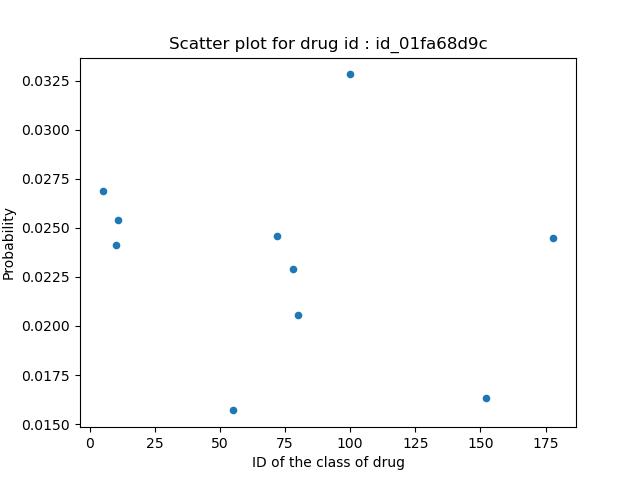 Scatter plot for drug id : id_01fa68d9c
0.0325
0.0300
0.0275
0.0250
0.0225
0.0200
0.0175
0.0150
Probability
0 25 50 75 100 125 150 175
ID of the class of drug